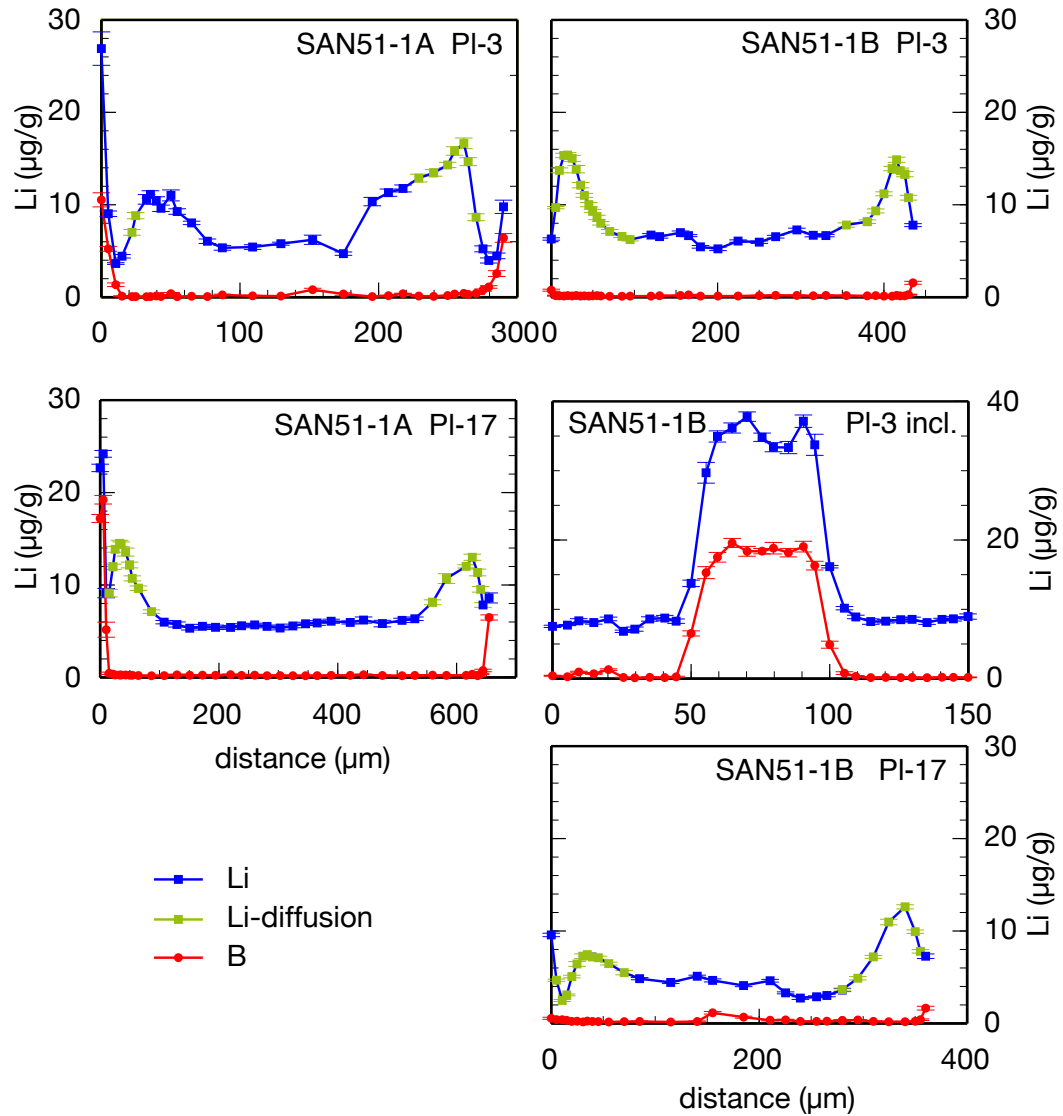 30
20
10
0
Li (µg/g)
SAN51-1A Pl-3
0
100
200
300
SAN51-1B Pl-3
30
20
10
0
Li (µg/g)
0
200
400
30
20
10
0
Li (µg/g)
SAN51-1A Pl-17
0
200
400
600
distance (µm)
SAN51-1B Pl-3 incl.
40
20
0
Li (µg/g)
0
50
100
150
SAN51-1B Pl-17
30
20
10
0
Li (µg/g)
0
200
400
distance (µm)
Li
Li-diffusion
B